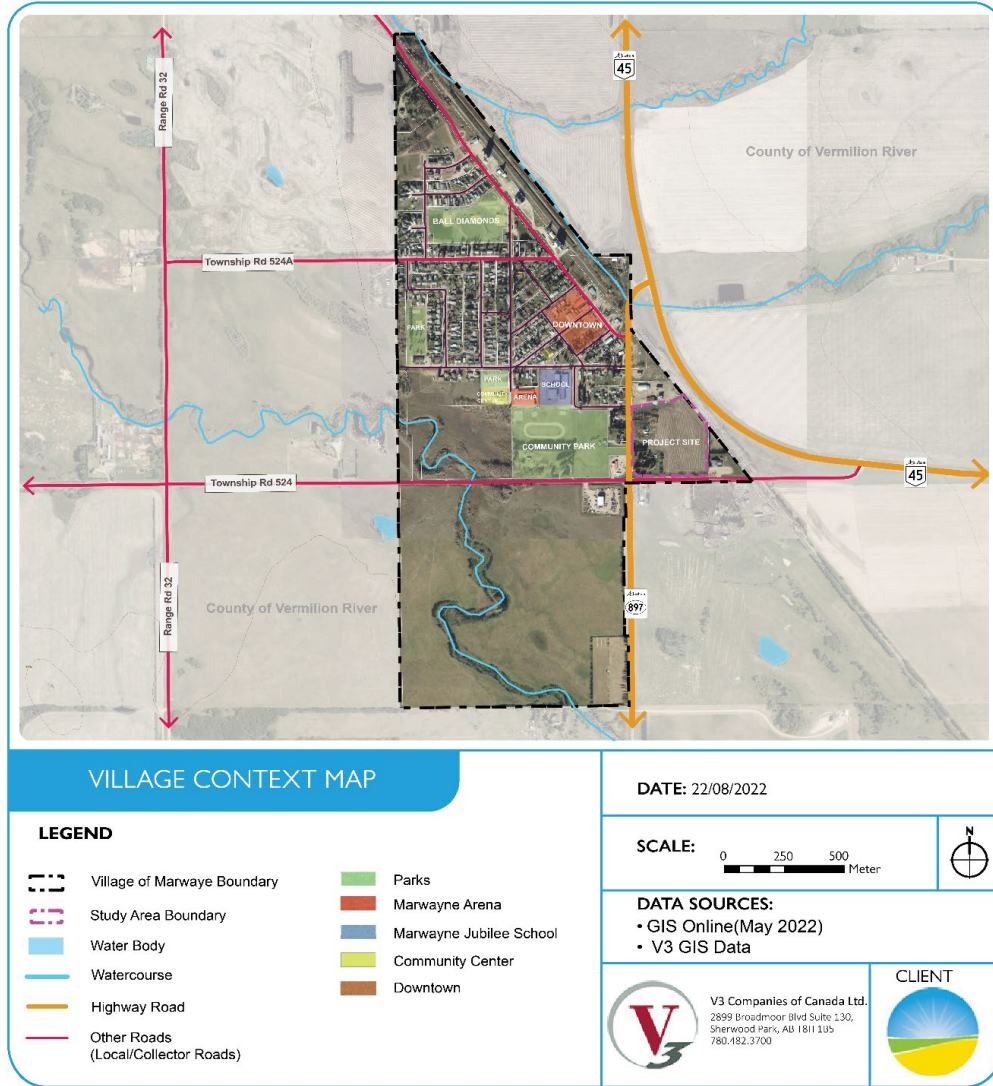 Alberta
45
Range Rd 32
County of Vermilion River
BALL DIAMONDS
Township Rd 524A
PARK
DOWNTOWN
PARK
SCHOOL
ARENA
COMMUNITY PARK
PROJECT SITE
Township Rd 524
45
Range Rd 32
County of Vermilion River
897
VILLAGE CONTEXT MAP
LEGEND
Village of Marwaye Boundary
Study Area Boundary
Water Body
Watercourse
Highway Road
Other Roads
(Local/Collector Roads)
Parks
Marwayne Arena
Marwayne Jubilee School
Community Center
Downtown
DATE: 22/08/2022
SCALE:
0 250 500
Meter
N
DATA SOURCES:
• GIS Online(May 2022)
• V3 GIS Data
V3
V3 Companies of Canada Ltd.
2899 Broadmoor Blvd Suite 130,
Sherwood Park, AB T8H 1B5
780.482.3700
CLIENT